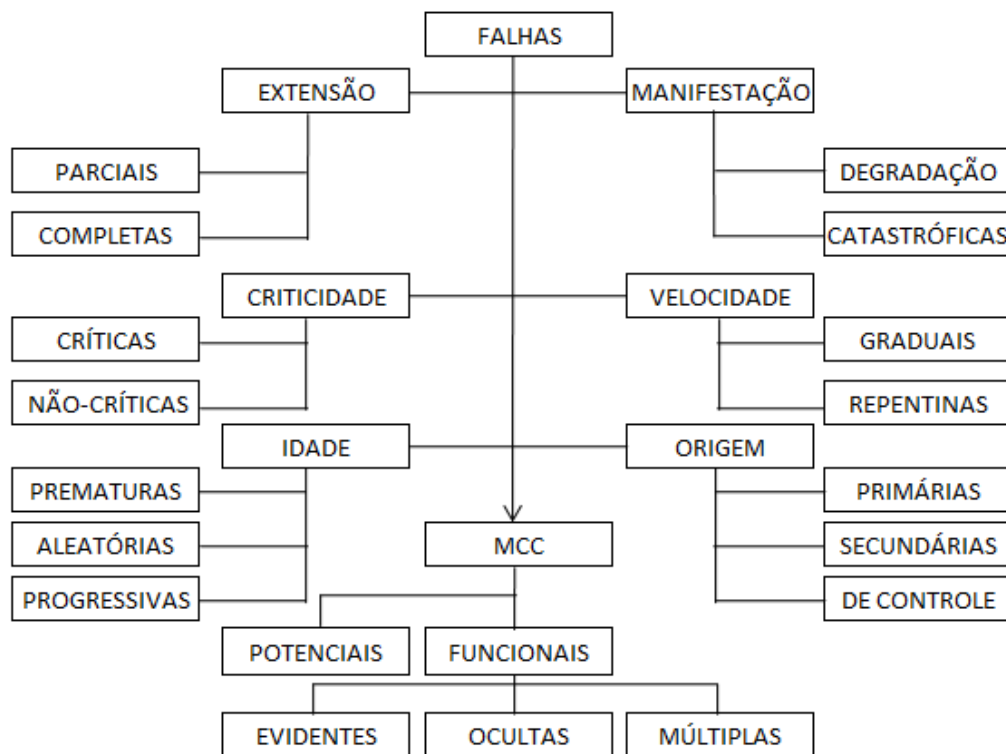 FALHAS
EXTENSÃO
MANIFESTAÇÃO
PARCIAIS
DEGRADAÇÃO
COMPLETAS
CATASTRÓFICAS
CRITICIDADE
VELOCIDADE
CRÍTICAS
GRADUAIS
NÃO-CRÍTICAS
REPENTINAS
IDADE
ORIGEM
PREMATURAS
PRIMÁRIAS
ALEATÓRIAS
MCC
SECUNDÁRIAS
PROGRESSIVAS
DE CONTROLE
POTENCIAIS
FUNCIONAIS
EVIDENTES
OCULTAS
MÚLTIPLAS